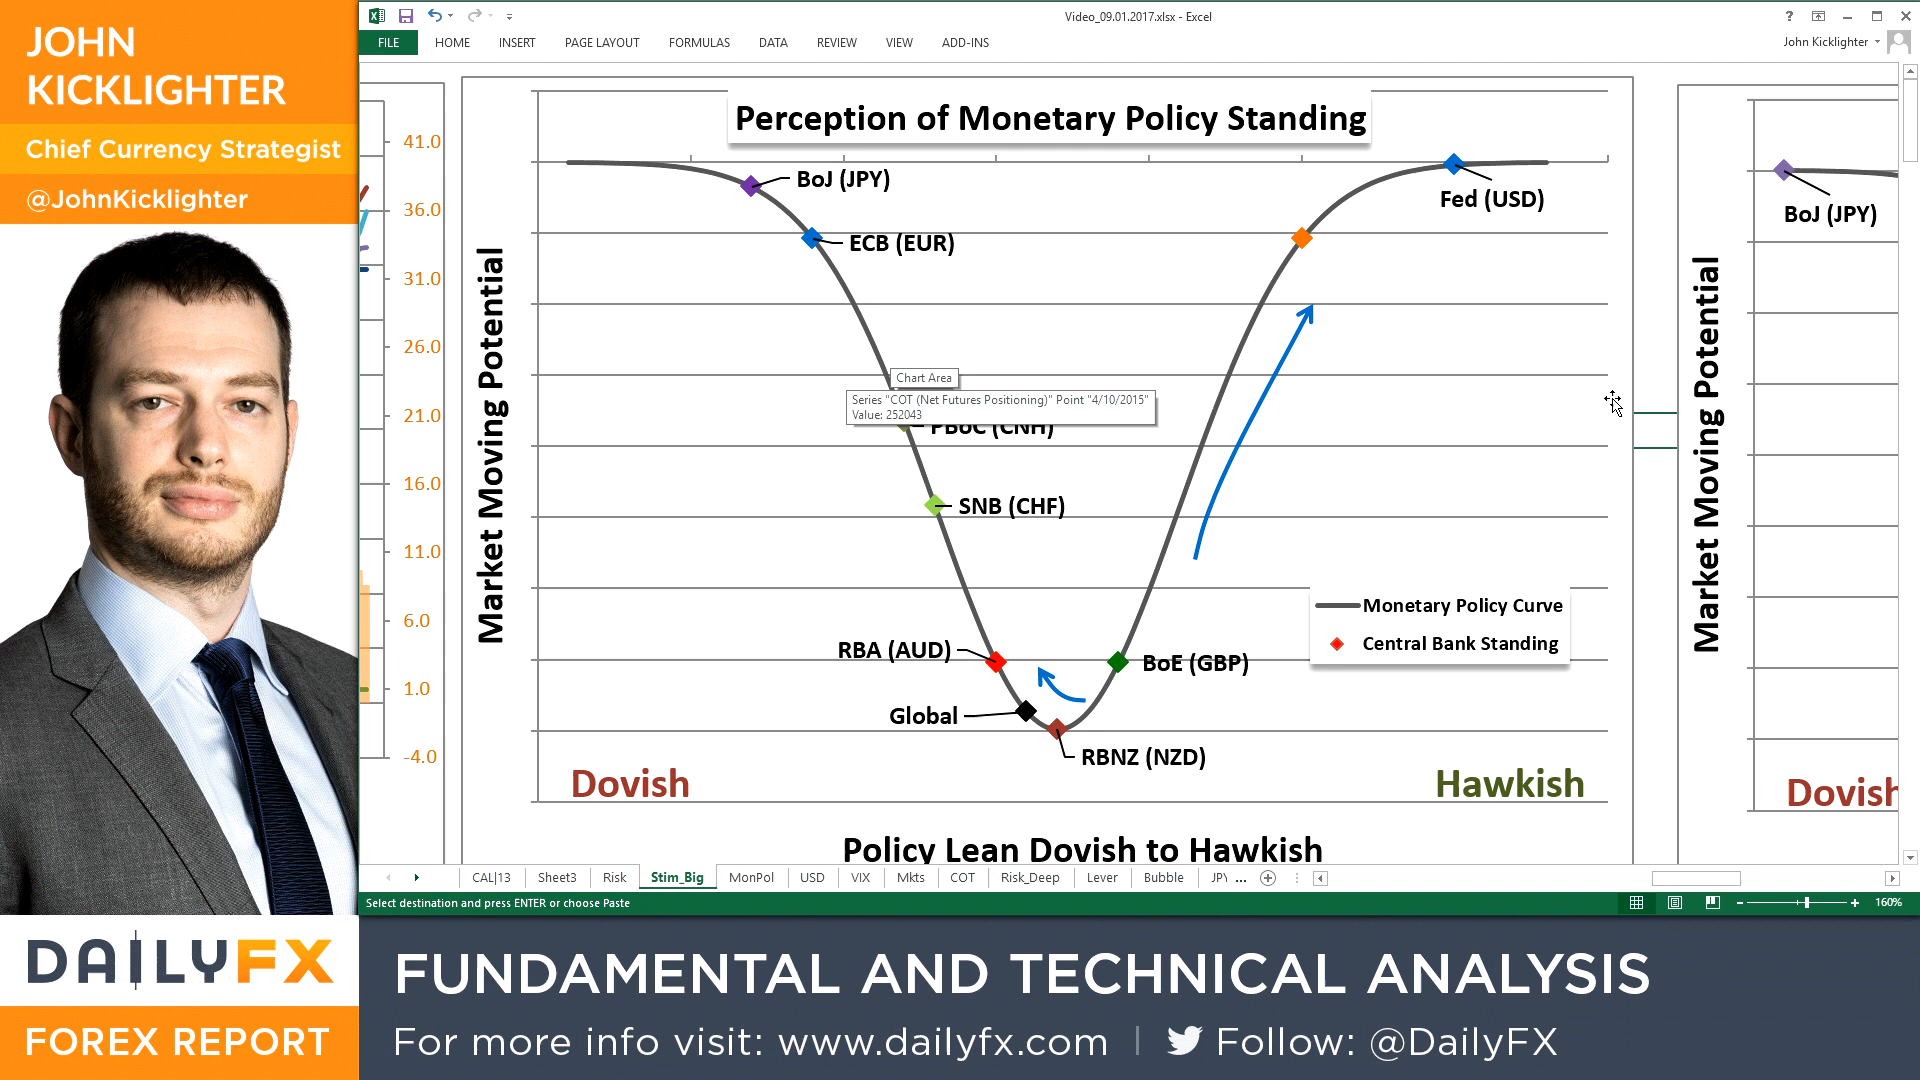 JOHN
KICKLIGHTER
Chief Currency Strategist
@JohnKicklighter
Video_09.01.2017.xlsx - Excel
?
FILE HOME INSERT PAGE LAYOUT FORMULAS DATA REVIEW VIEW ADD-INS
John Kicklighter
41.0
36.0
31.0
26.0
21.0
16.0
11.0
6.0
1.0
-4.0
Perception of Monetary Policy Standing
Market Moving Potential
BoJ (JPY)
ECB (EUR)
Fed (USD)
Chart Area
Series "COT (Net Futures Positioning)" Point "4/10/2015"
Value: 252043
PBoC (CNH)
SNB (CHF)
Monetary Policy Curve
Central Bank Standing
RBA (AUD)
BoE (GBP)
Global
RBNZ (NZD)
Dovish
Hawkish
Policy Lean Dovish to Hawkish
Market Moving Potential
BoJ (JPY)
Dovish
CAL|13 Sheet3 Risk Stim_Big MonPol USD VIX Mkts COT Risk_Deep Lever Bubble JPY ...
Select destination and press ENTER or choose Paste
160%
DAILYFX
FOREX REPORT
FUNDAMENTAL AND TECHNICAL ANALYSIS
For more info visit: www.dailyfx.com | Follow: @DailyFX